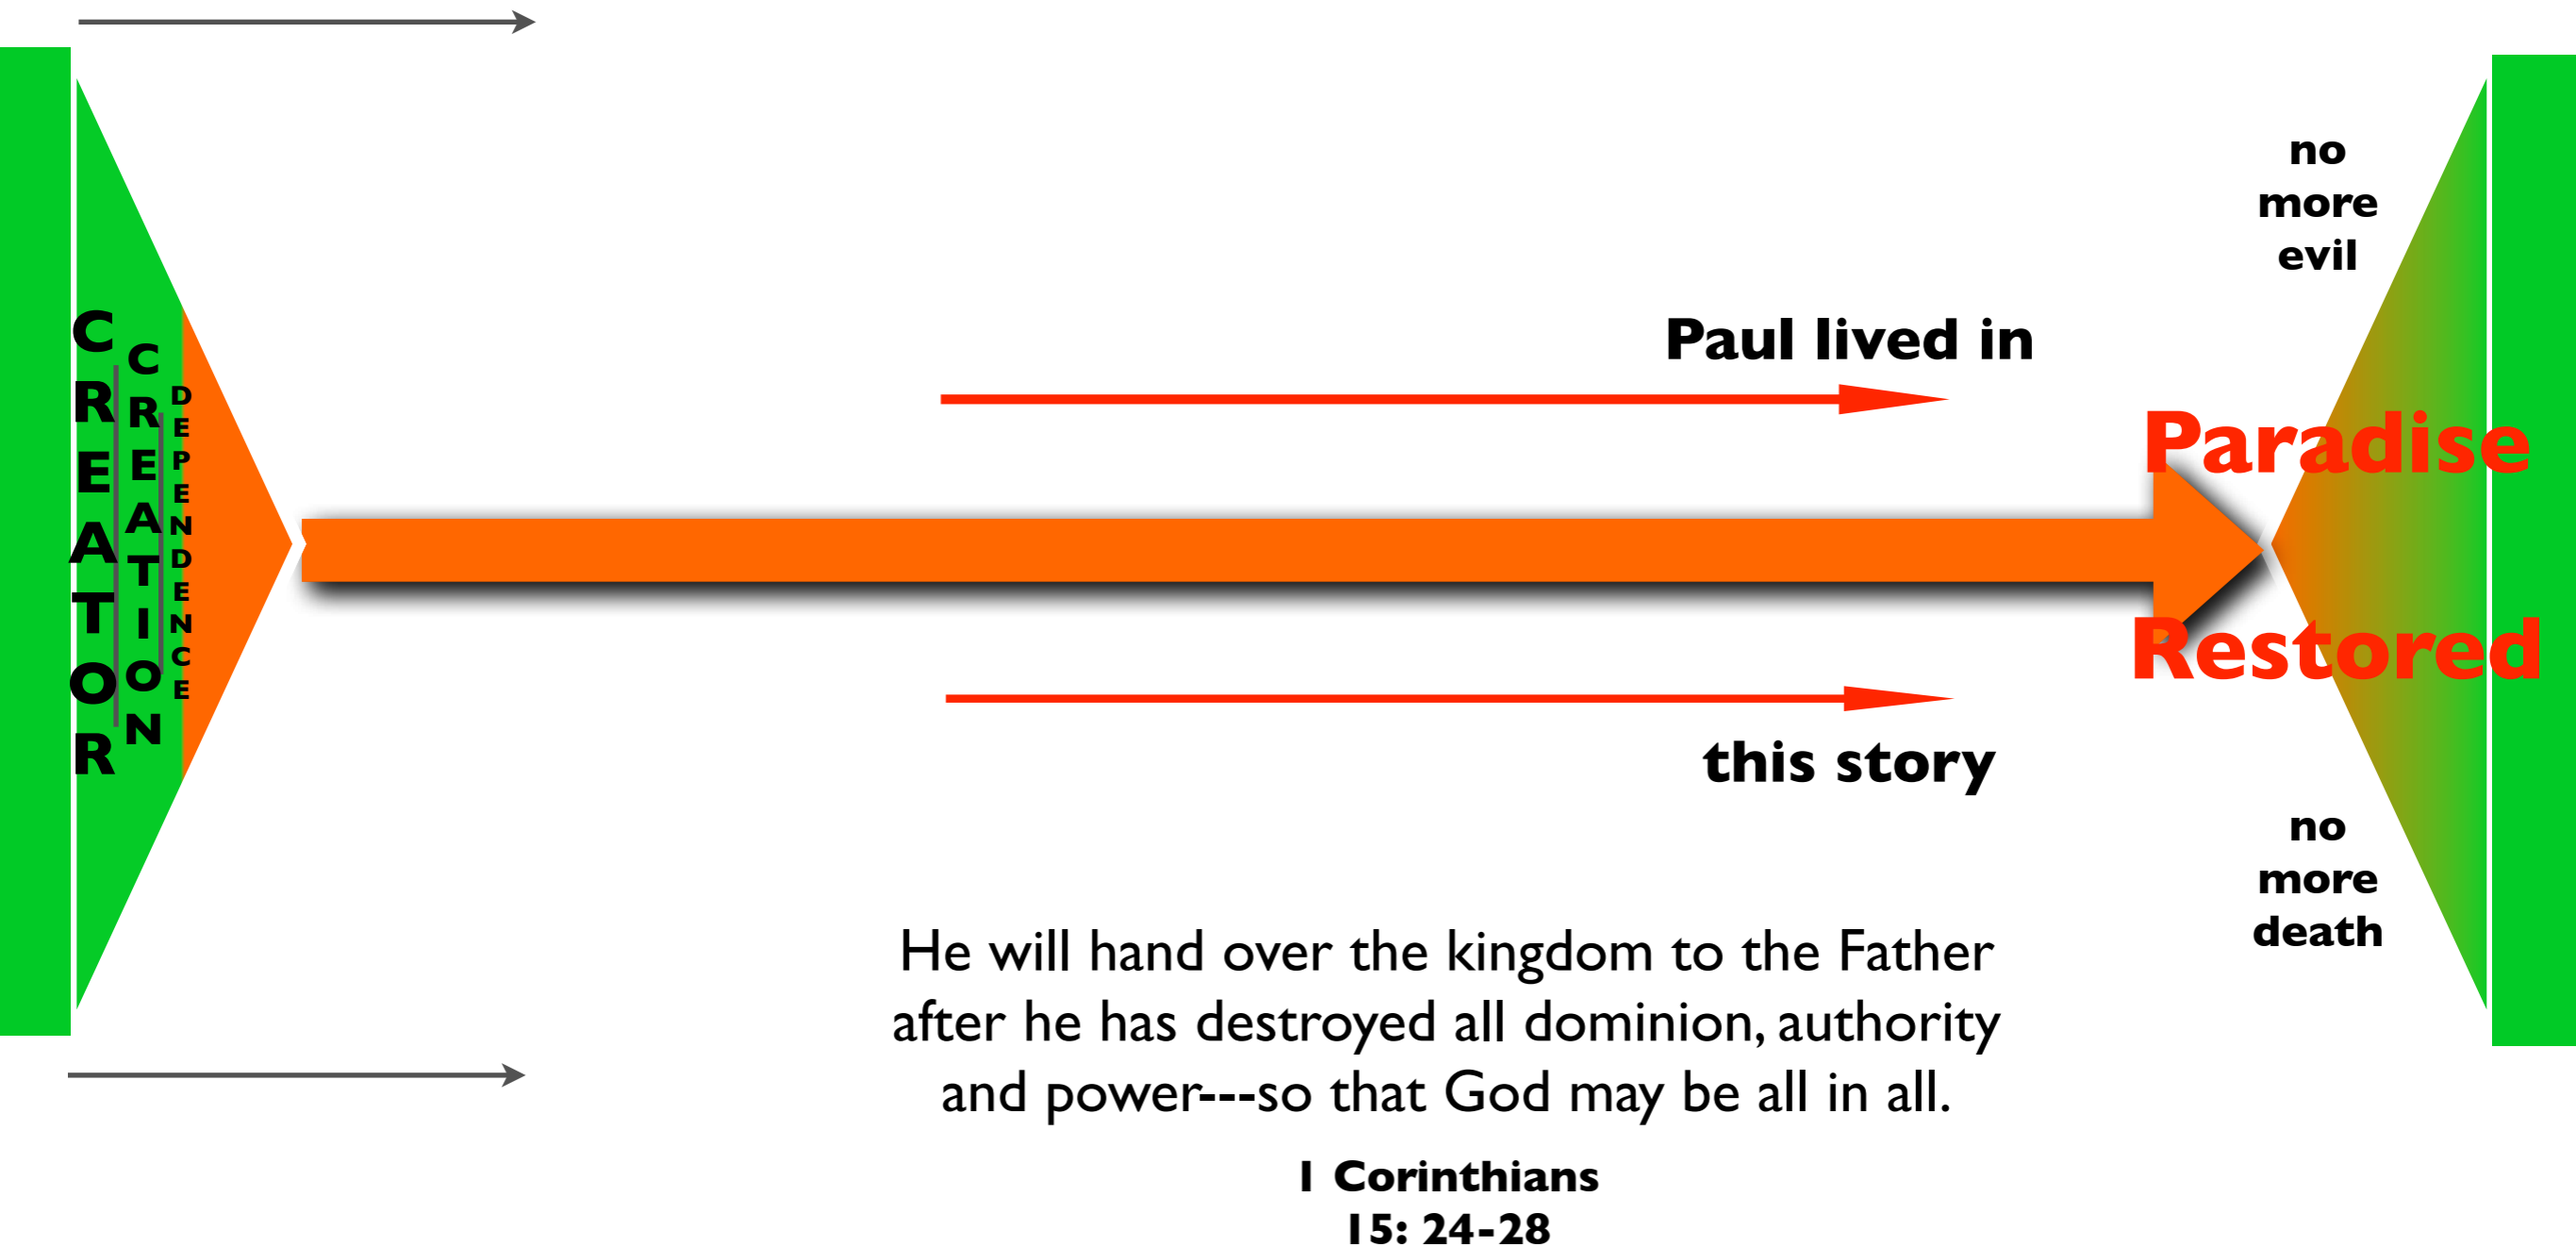 CREATOR
CREATION
DEPENDENCE
Paul lived in
this story
Paradise
Restored
no
more
evil
no
more
death
He will hand over the kingdom to the Father
after he has destroyed all dominion, authority
and power---so that God may be all in all.
1 Corinthians
15: 24-28